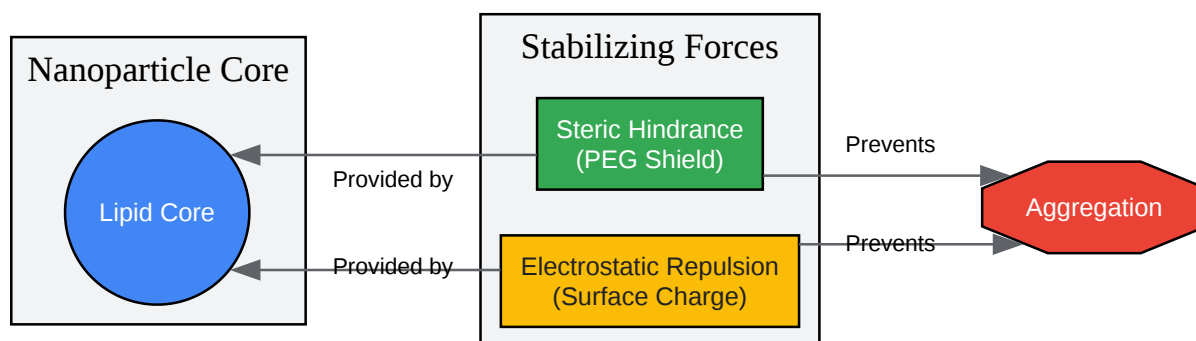 Nanoparticle Core
Lipid Core
Provided by
Provided by
Stabilizing Forces
Steric Hindrance
(PEG Shield)
Electrostatic Repulsion
(Surface Charge)
Prevents
Prevents
Aggregation